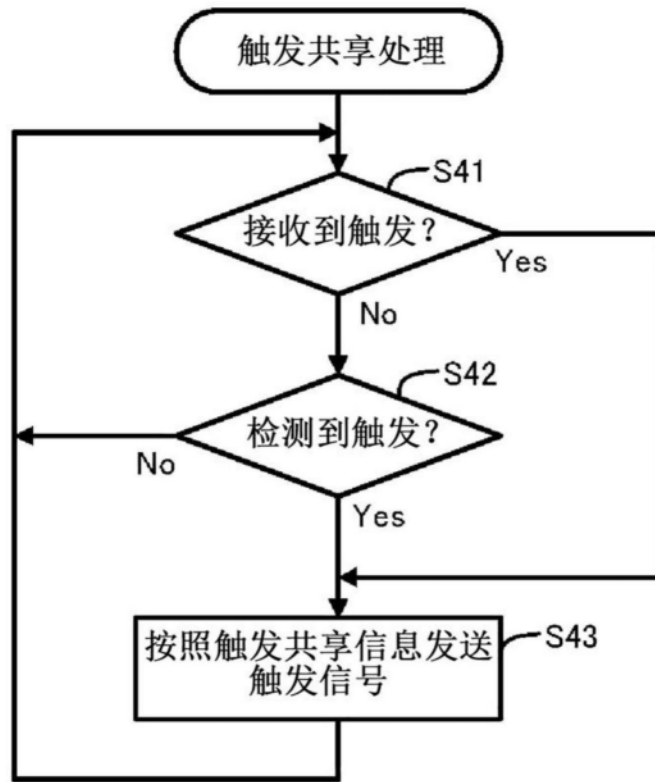 触发共享处理
S41
接收到触发?
Yes
No
S42
检测到触发?
No
Yes
S43
按照触发共享信息发送
触发信号